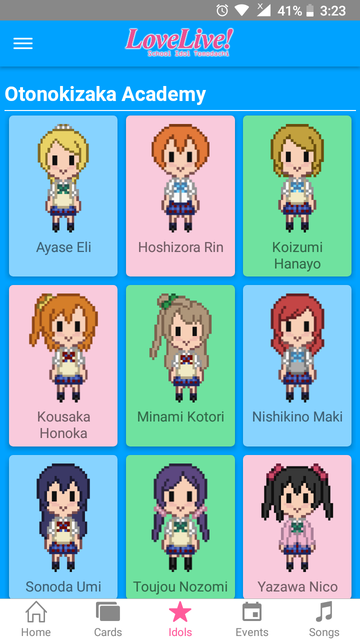 41% 3:23
LoveLive!
School idol Tomodachi
Otonokizaka Academy
Ayase Eli
Hoshizora Rin
Koizumi
Hanayo
Kousaka
Honoka
Minami Kotori
Nishikino Maki
Sonoda Umi
Toujou Nozomi
Yazawa Nico
Home
Cards
Idols
Events
Songs